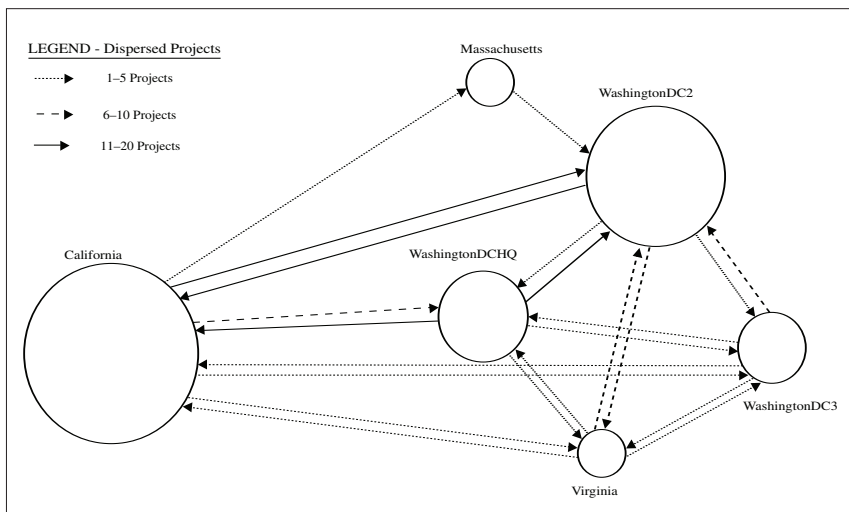 LEGEND - Dispersed Projects
1–5 Projects
6–10 Projects
11–20 Projects
Massachusetts
WashingtonDC2
California
WashingtonDCHQ
WashingtonDC3
Virginia